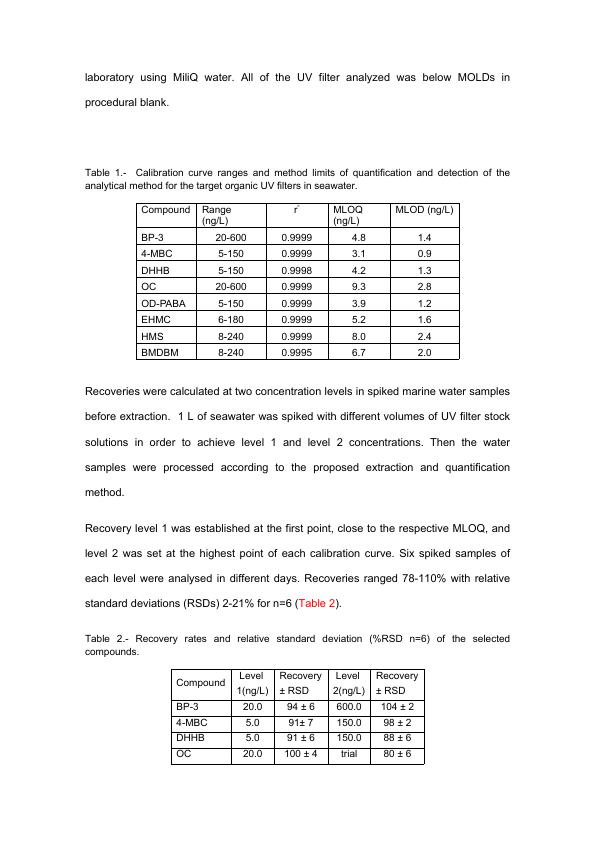 laboratory using MiliQ water. All of the UV filter analyzed was below MOLDs in
procedural blank.
Table 1.- Calibration curve ranges and method limits of quantification and detection of the
analytical method for the target organic UV filters in seawater.
Compound Range (ng/L) r² MLOQ (ng/L) MLOD (ng/L)
BP-3 20-600 0.9999 4.8 1.4
4-MBC 5-150 0.9999 3.1 0.9
DHHB 5-150 0.9998 4.2 1.3
OC 20-600 0.9999 9.3 2.8
OD-PABA 5-150 0.9999 3.9 1.2
EHMC 6-180 0.9999 5.2 1.6
HMS 8-240 0.9999 8.0 2.4
BMDBM 8-240 0.9995 6.7 2.0
Recoveries were calculated at two concentration levels in spiked marine water samples
before extraction. 1 L of seawater was spiked with different volumes of UV filter stock
solutions in order to achieve level 1 and level 2 concentrations. Then the water
samples were processed according to the proposed extraction and quantification
method.
Recovery level 1 was established at the first point, close to the respective MLOQ, and
level 2 was set at the highest point of each calibration curve. Six spiked samples of
each level were analysed in different days. Recoveries ranged 78-110% with relative
standard deviations (RSDs) 2-21% for n=6 (Table 2).
Table 2.- Recovery rates and relative standard deviation (%RSD n=6) of the selected
compounds.
Compound Level 1(ng/L) Recovery ± RSD Level 2(ng/L) Recovery ± RSD
BP-3 20.0 94 ± 6 600.0 104 ± 2
4-MBC 5.0 91± 7 150.0 98 ± 2
DHHB 5.0 91 ± 6 150.0 88 ± 6
OC 20.0 100 ± 4 trial 80 ± 6